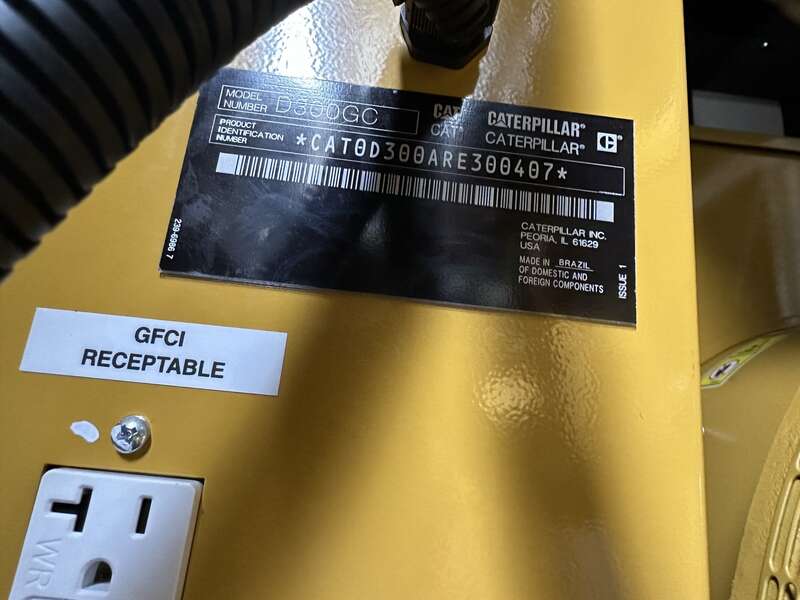 MODEL
NUMBER D300GC
CAT CATERPILLAR®
CAT® CATERPILLAR®
PRODUCT
IDENTIFICATION
NUMBER
*CAT0D300ARE300407*
CATERPILLAR INC.
PEORIA, IL 61629
USA
MADE IN BRAZIL
OF DOMESTIC AND
FOREIGN COMPONENTS
239-6986 7
ISSUE 1
GFCI
RECEPTABLE